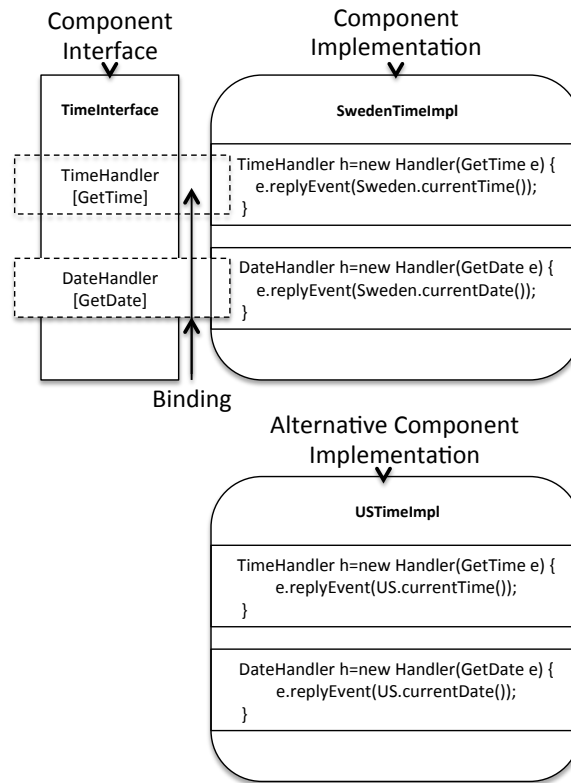 Component
Interface
Component
Implementation
TimeInterface
SwedenTimeImpl
TimeHandler
[GetTime]
TimeHandler h=new Handler(GetTime e) {
e.replyEvent(Sweden.currentTime());
}
DateHandler
[GetDate]
DateHandler h=new Handler(GetDate e) {
e.replyEvent(Sweden.currentDate());
}
Binding
Alternative Component
Implementation
USTimeImpl
TimeHandler h=new Handler(GetTime e) {
e.replyEvent(US.currentTime());
}
DateHandler h=new Handler(GetDate e) {
e.replyEvent(US.currentDate());
}